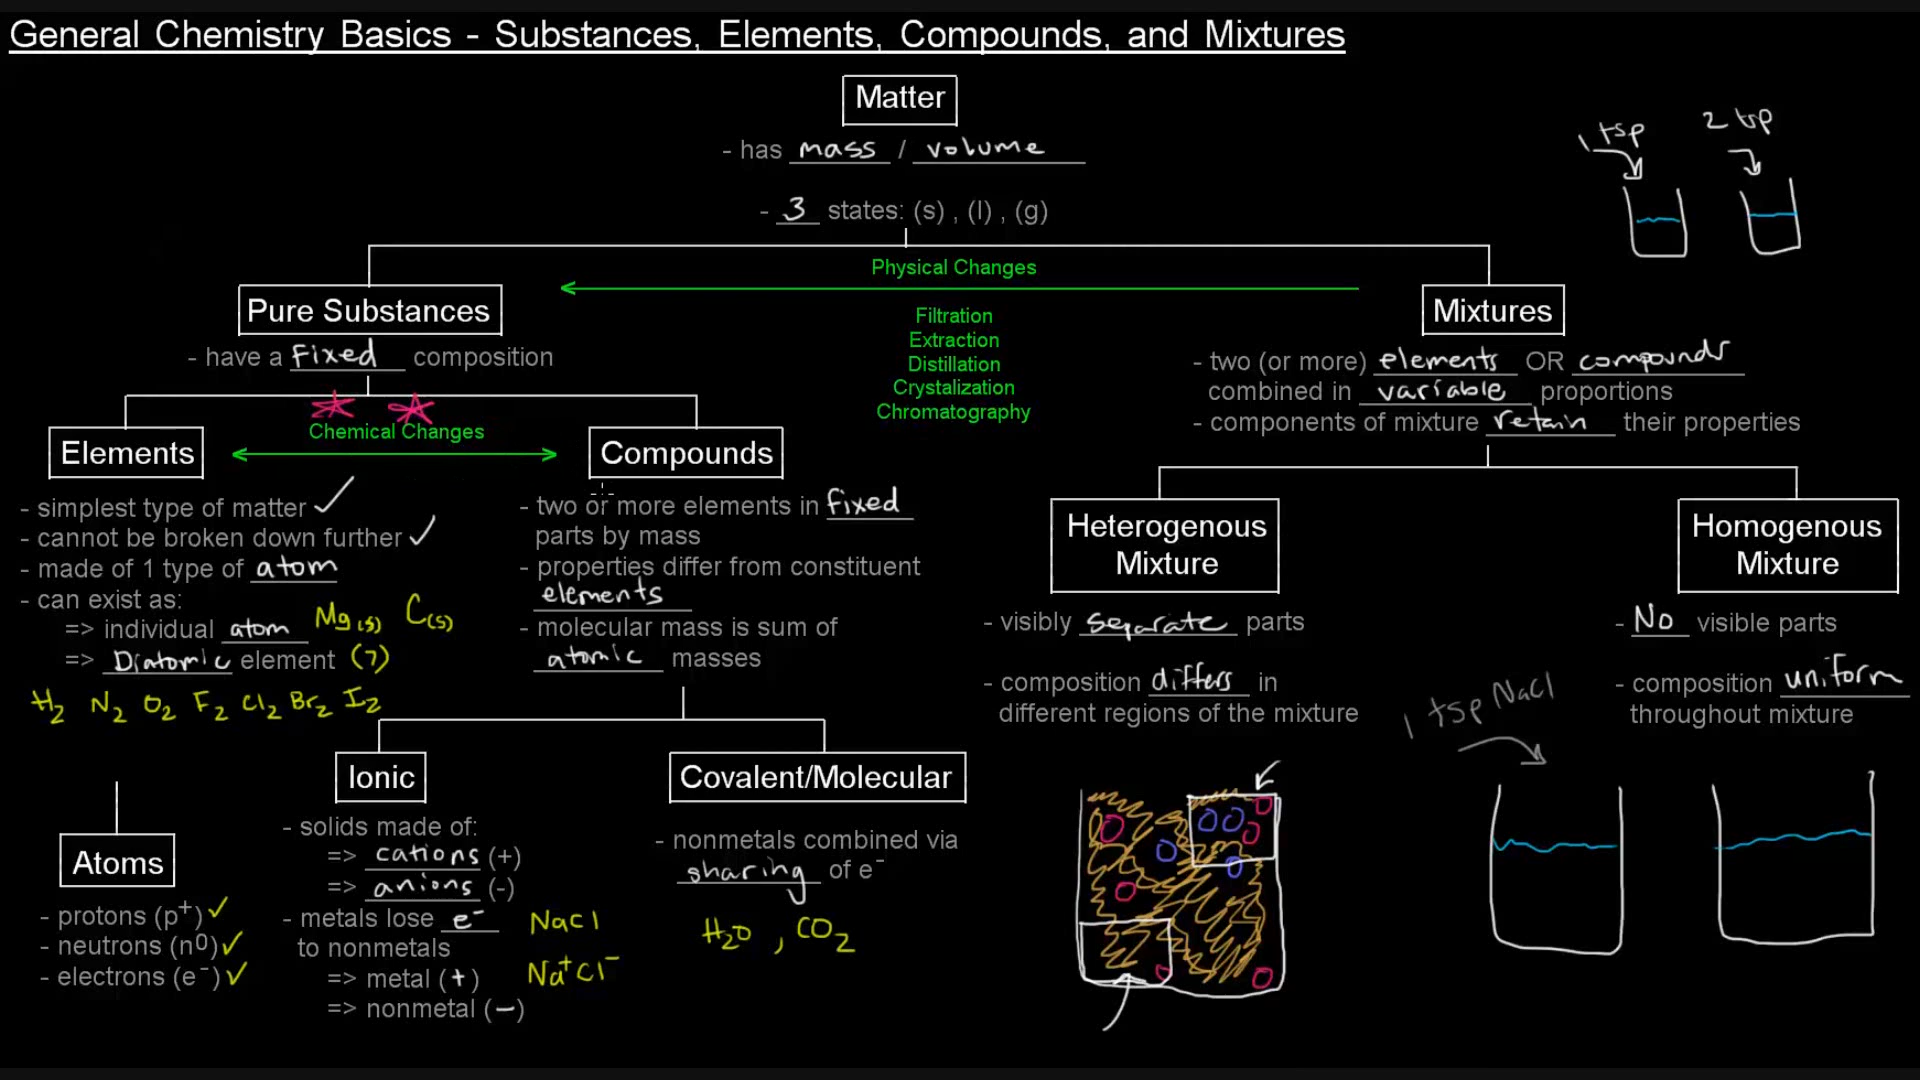 General Chemistry Basics - Substances, Elements, Compounds, and Mixtures
Matter
- has mass / volume
- 3 states: (s) , (l) , (g)
1 tsp
2 tsp
Physical Changes
Filtration
Extraction
Distillation
Crystalization
Chromatography
Pure Substances
- have a fixed composition
Chemical Changes
Elements
- simplest type of matter ✓
- cannot be broken down further ✓
- made of 1 type of atom
- can exist as:
=> individual atom Mg(s) C(s)
=> Diatomic element (7)
H2 N2 O2 F2 Cl2 Br2 I2
Atoms
- protons (p+) ✓
- neutrons (n0) ✓
- electrons (e-) ✓
Compounds
- two or more elements in fixed
parts by mass
- properties differ from constituent
elements
- molecular mass is sum of
atomic masses
Ionic
- solids made of:
=> cations (+)
=> anions (-)
- metals lose e-
to nonmetals
=> metal (+)
=> nonmetal (-)
NaCl
Na+Cl-
Covalent/Molecular
- nonmetals combined via
sharing of e-
H2O , CO2
Mixtures
- two (or more) elements OR compounds
combined in variable proportions
- components of mixture retain their properties
Heterogenous
Mixture
- visibly separate parts
- composition differs in
different regions of the mixture
Homogenous
Mixture
- No visible parts
- composition uniform
throughout mixture
1 tsp NaCl